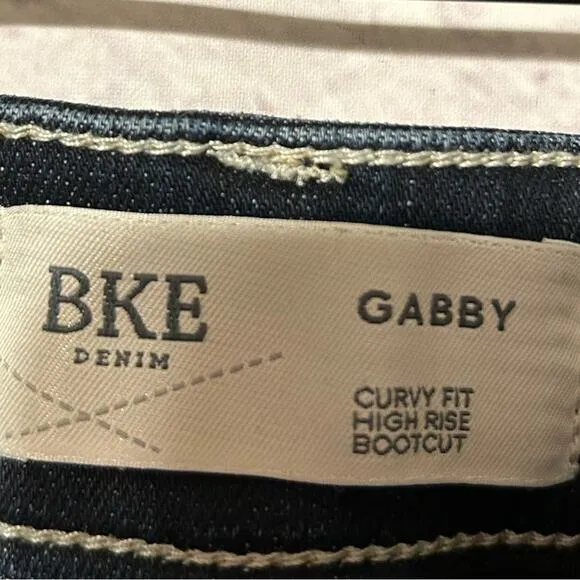 BKE
DENIM
GABBY
CURVY FIT
HIGH RISE
BOOTCUT